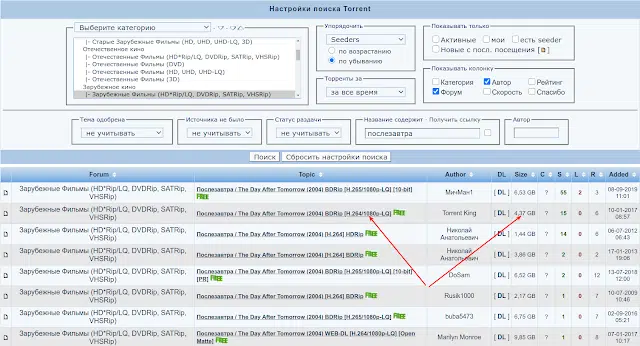 Настройки поиска Torrent
Выберите категорию
|- Старые Зарубежные Фильмы (HD, UHD, UHD-LQ, 3D)
Отечественное кино
|- Отечественные Фильмы (HD*Rip/LQ, DVDRip, SATRip, VHSRip)
|- Отечественные Фильмы (DVD)
|- Отечественные Фильмы (HD, UHD, UHD-LQ)
|- Отечественные Фильмы (3D)
Зарубежное кино
|- Зарубежные Фильмы (HD*Rip/LQ, DVDRip, SATRip, VHSRip)
Упорядочить
Seeders
по возрастанию
по убыванию
Торренты за
за все время
Показывать только
Активные мои есть seeder
Новые с посл. посещения
Показывать колонку
Категория Автор Рейтинг
Форум Скорость Спасибо
Тема одобрена
не учитывать
Источника не было
не учитывать
Статус раздачи
не учитывать
Название содержит · Получить ссылку
послезавтра
Автор
Поиск Сбросить настройки поиска
Forum Topic Author DL Size C S L R Added
Зарубежные Фильмы (HD*Rip/LQ, DVDRip, SATRip, VHSRip) Послезавтра / The Day After Tomorrow (2004) BDRip [H.265/1080p-LQ] [10-bit] FREE МичМан1 [ DL ] 6,53 GB ? 55 2 3 08-09-2019 11:01
Зарубежные Фильмы (HD*Rip/LQ, DVDRip, SATRip, VHSRip) Послезавтра / The Day After Tomorrow (2004) BDRip [H.264/1080p-LQ] FREE Torrent King [ DL ] 4,37 GB ? 15 0 6 10-01-2017 06:57
Зарубежные Фильмы (HD*Rip/LQ, DVDRip, SATRip, VHSRip) Послезавтра / The Day After Tomorrow (2004) [H.264] HDRip FREE Николай Анатольевич [ DL ] 1,44 GB ? 14 0 6 06-07-2012 06:43
Зарубежные Фильмы (HD*Rip/LQ, DVDRip, SATRip, VHSRip) Послезавтра / The Day After Tomorrow (2004) [H.264] BDRip FREE Николай Анатольевич [ DL ] 3,86 GB ? 2 0 2 17-01-2013 19:06
Зарубежные Фильмы (HD*Rip/LQ, DVDRip, SATRip, VHSRip) Послезавтра / The Day After Tomorrow (2004) BDRip [H.265/1080p-LQ] [10-bit] [PR] FREE DoSam [ DL ] 6,52 GB ? 2 0 12 13-07-2018 12:00
Зарубежные Фильмы (HD*Rip/LQ, DVDRip, SATRip, VHSRip) Послезавтра / The Day After Tomorrow (2004) [H.264] BDRip FREE Rusik1000 [ DL ] 2,17 GB ? 1 0 7 10-07-2009 10:46
Зарубежные Фильмы (HD*Rip/LQ, DVDRip, SATRip, VHSRip) Послезавтра / The Day After Tomorrow (2004) BDRip [H.265/1080p-LQ] FREE buba5473 [ DL ] 6,75 GB ? 1 0 7 02-09-2016 05:21
Зарубежные Фильмы (HD*Rip/LQ, DVDRip, SATRip, VHSRip) Послезавтра / The Day After Tomorrow (2004) WEB-DL [H.264/1080p-LQ] [Open Matte] FREE Marilyn Monroe [ DL ] 9,85 GB ? 1 0 7 07-01-2017 10:17